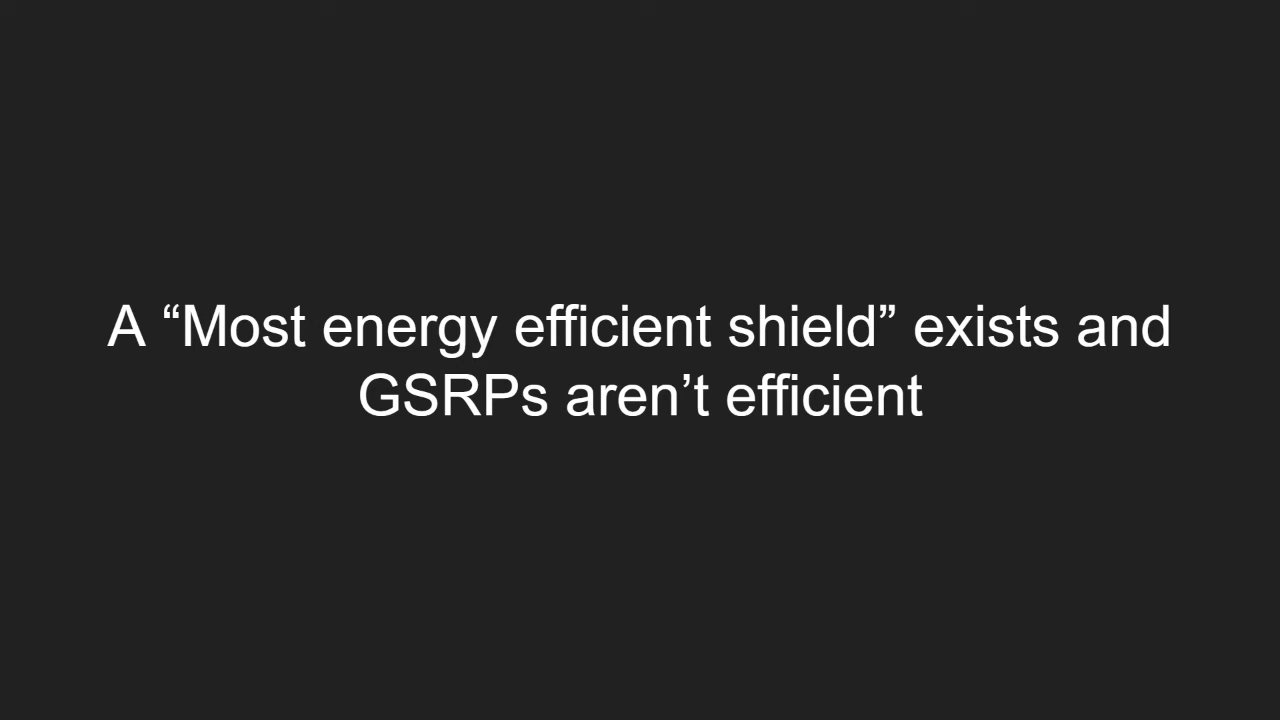 A “Most energy efficient shield” exists and
GSRPs aren’t efficient